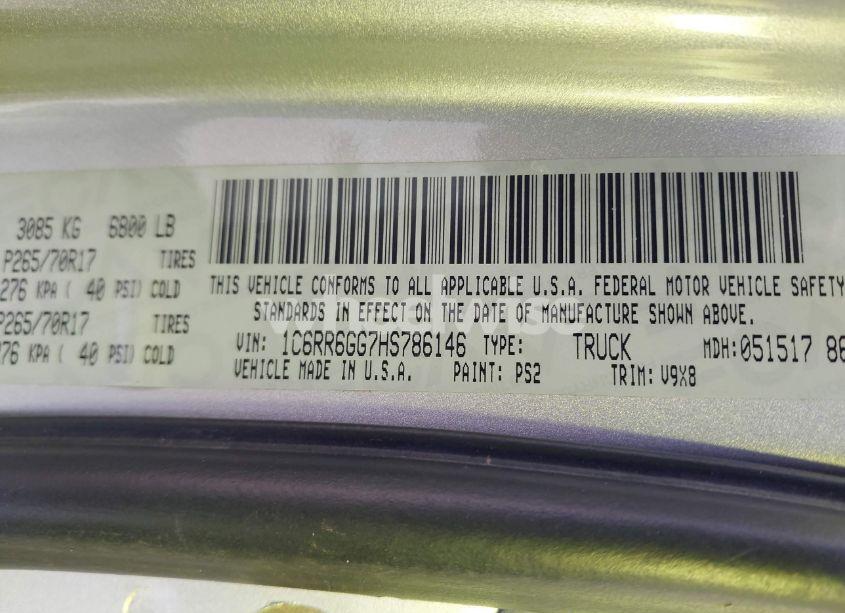 3085 KG 6800 LB
P265/70R17 TIRES
276 KPA ( 40 PSI) COLD
P265/70R17 TIRES
276 KPA ( 40 PSI) COLD
THIS VEHICLE CONFORMS TO ALL APPLICABLE U.S.A. FEDERAL MOTOR VEHICLE SAFETY
STANDARDS IN EFFECT ON THE DATE OF MANUFACTURE SHOWN ABOVE.
VIN: 1C6RR6GG7HS786146 TYPE: TRUCK MDH:051517 86
VEHICLE MADE IN U.S.A. PAINT: PS2 TRIM: V9X8